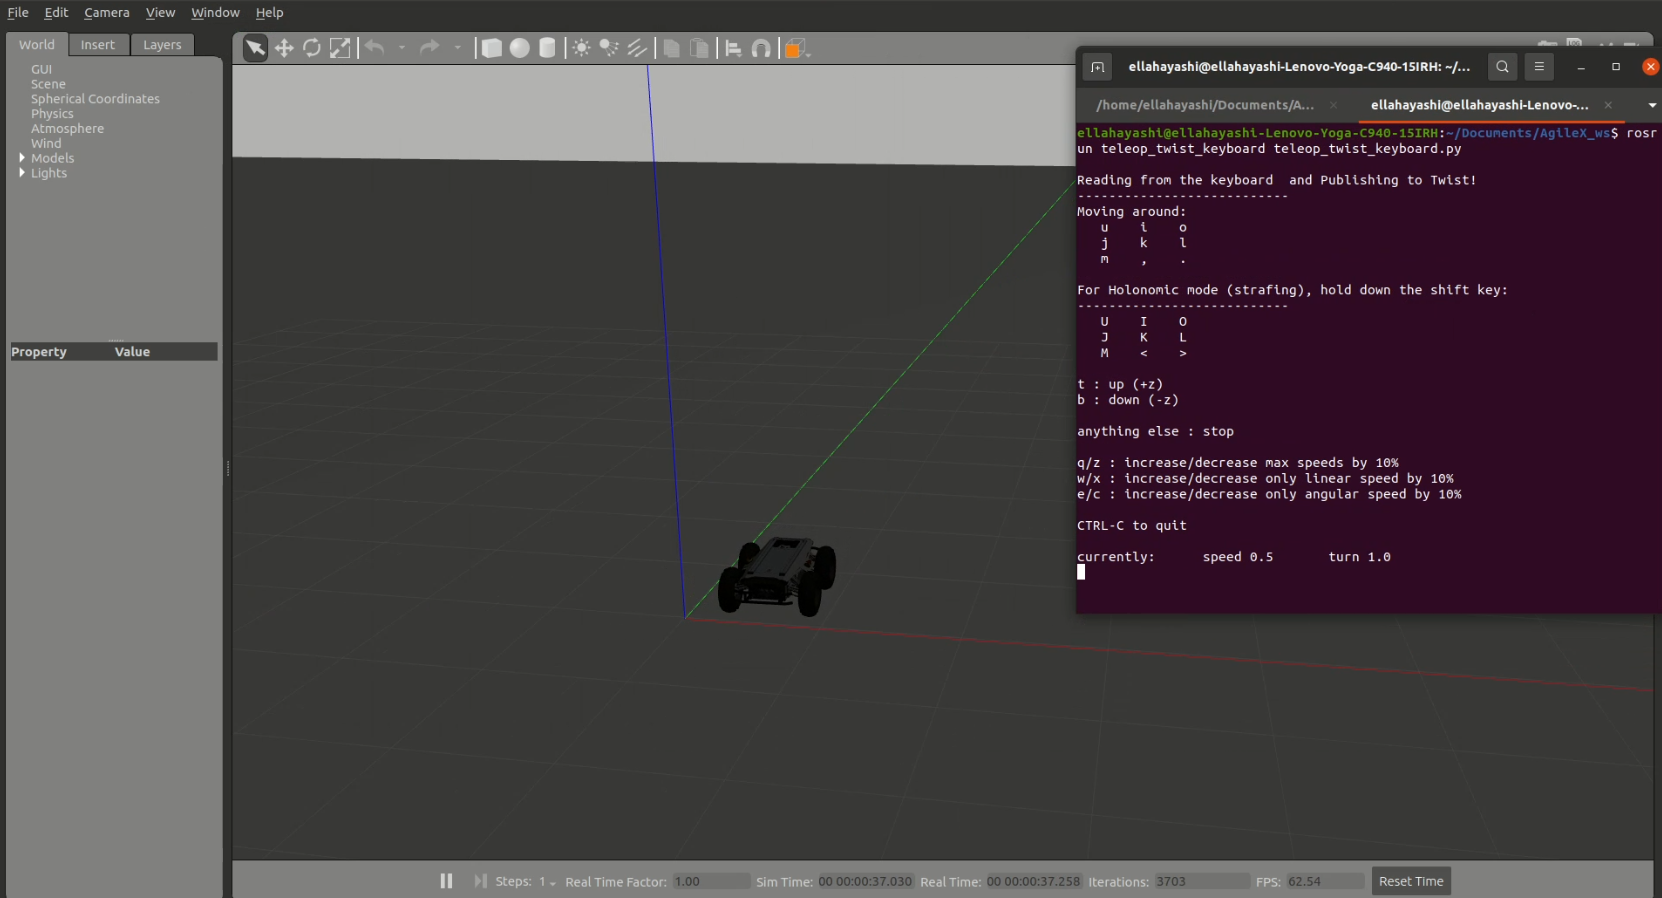 File Edit Camera View Window Help
World Insert Layers
GUI
Scene
Spherical Coordinates
Physics
Atmosphere
Wind
Models
Lights
Property Value
ellahayashi@ellahayashi-Lenovo-Yoga-C940-15IRH: ~/...
/home/ellahayashi/Documents/A... ellahayashi@ellahayashi-Lenovo-...
ellahayashi@ellahayashi-Lenovo-Yoga-C940-15IRH:~/Documents/AgileX_ws$ rosr
un teleop_twist_keyboard teleop_twist_keyboard.py
Reading from the keyboard  and Publishing to Twist!
---------------------------
Moving around:
u i o
j k l
m , .
For Holonomic mode (strafing), hold down the shift key:
---------------------------
U I O
J K L
M < >
t : up (+z)
b : down (-z)
anything else : stop
q/z : increase/decrease max speeds by 10%
w/x : increase/decrease only linear speed by 10%
e/c : increase/decrease only angular speed by 10%
CTRL-C to quit
currently: speed 0.5 turn 1.0
Steps: 1 Real Time Factor: 1.00 Sim Time: 00 00:00:37.030 Real Time: 00 00:00:37.258 Iterations: 3703 FPS: 62.54 Reset Time